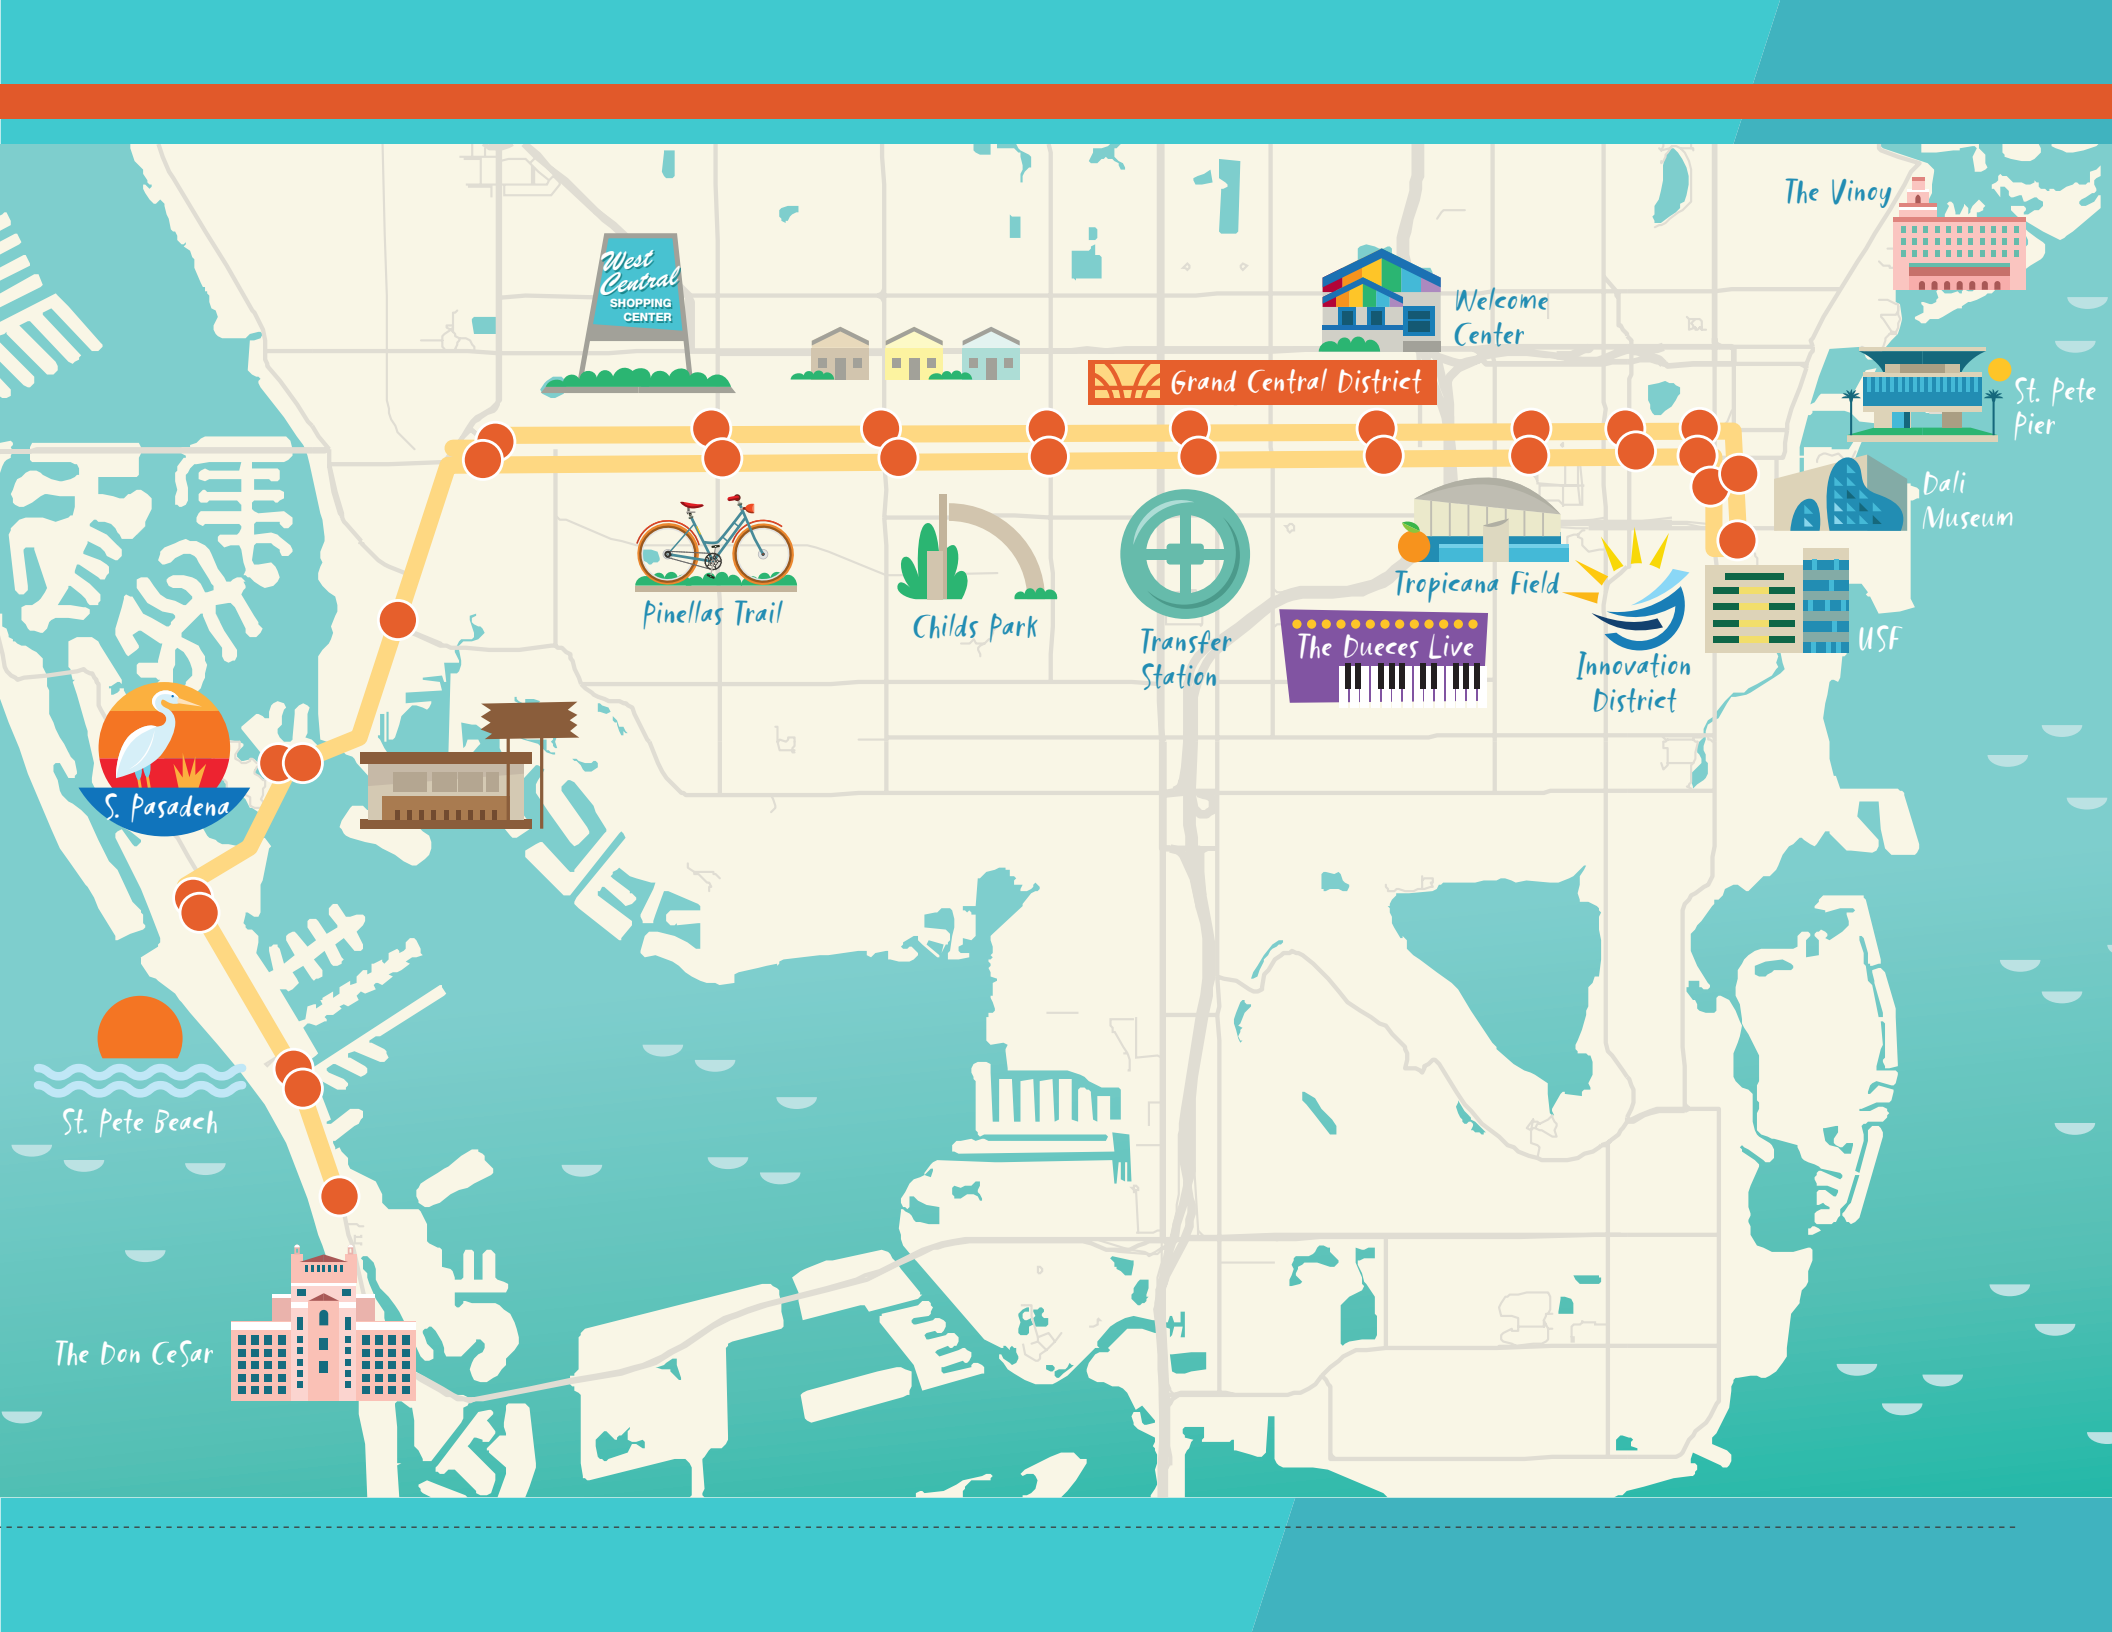 The Vinoy
West
Central
SHOPPING
CENTER
Welcome
Center
Grand Central District
St. Pete
Pier
Dali
Museum
Pinellas Trail
Childs Park
Transfer
Station
Tropicana Field
The Dueces Live
Innovation
District
USF
S. Pasadena
St. Pete Beach
The Don CeSar